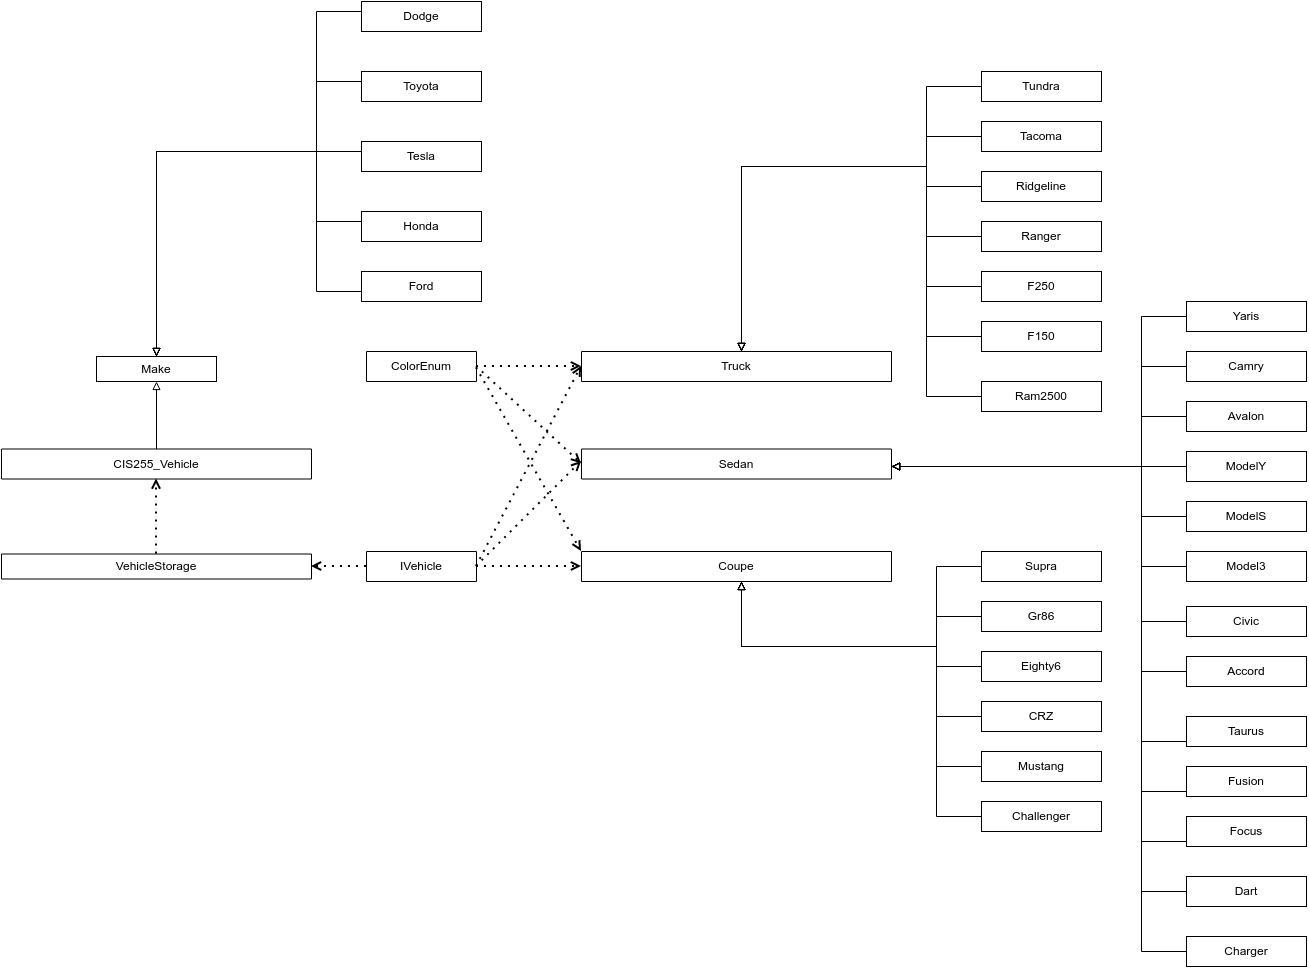 Dodge
Toyota
Tesla
Honda
Ford
Make
CIS255_Vehicle
VehicleStorage
ColorEnum
IVehicle
Truck
Sedan
Coupe
Tundra
Tacoma
Ridgeline
Ranger
F250
F150
Ram2500
Supra
Gr86
Eighty6
CRZ
Mustang
Challenger
Yaris
Camry
Avalon
ModelY
ModelS
Model3
Civic
Accord
Taurus
Fusion
Focus
Dart
Charger